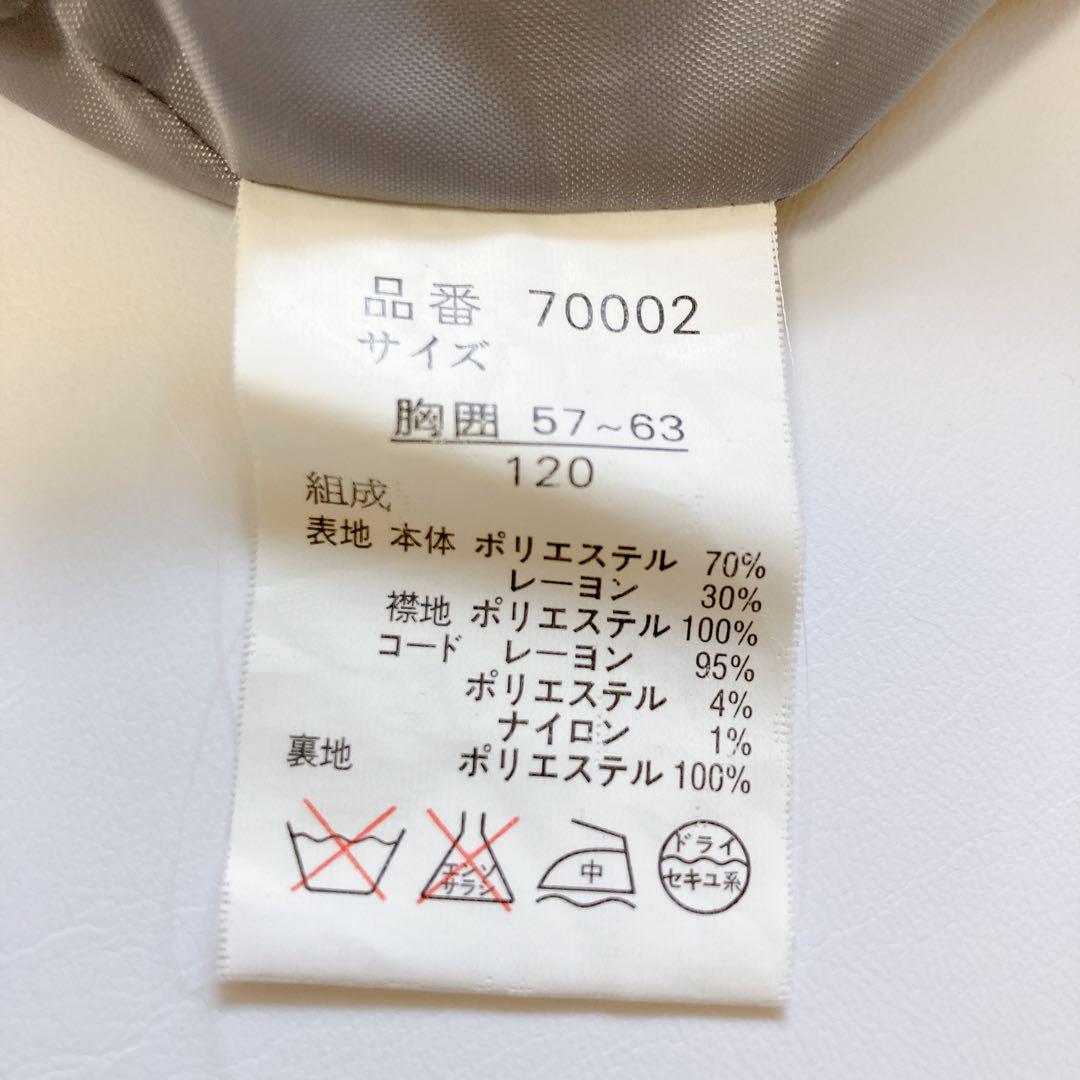 品番 70002
サイズ
胸囲 57~63
120
組成
表地 本体 ポリエステル 70%
レーヨン 30%
襟地 ポリエステル 100%
コード レーヨン 95%
ポリエステル 4%
ナイロン 1%
裏地 ポリエステル 100%
エンソ サラシ 中 ドライ セキユ系